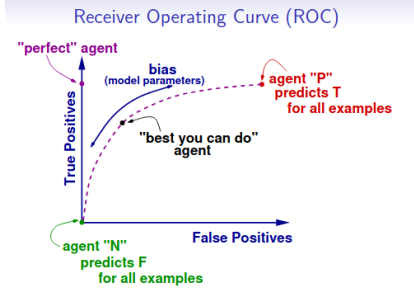 Receiver Operating Curve (ROC)
"perfect" agent
bias
(model parameters)
agent "P"
predicts T
for all examples
"best you can do"
agent
True Positives
False Positives
agent "N"
predicts F
for all examples